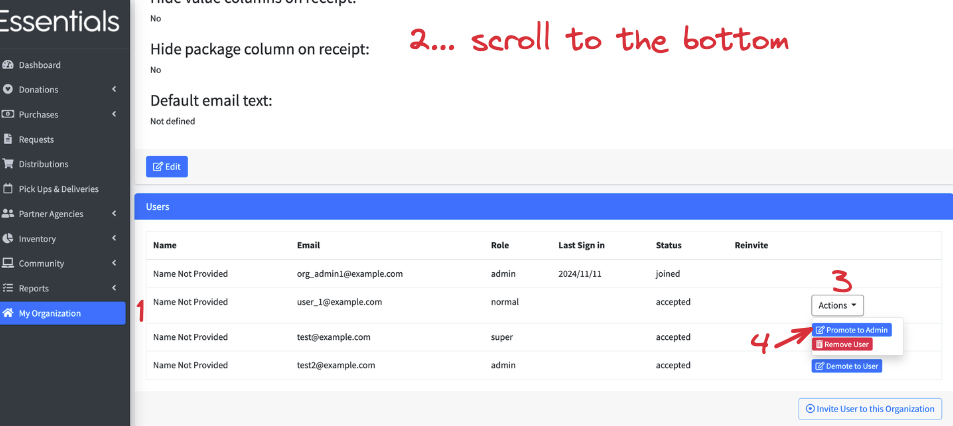 Essentials
Dashboard
Donations
Purchases
Requests
Distributions
Pick Ups & Deliveries
Partner Agencies
Inventory
Community
Reports
My Organization
Hide value columns on receipt:
No
2... scroll to the bottom
Hide package column on receipt:
No
Default email text:
Not defined
Edit
Users
Name Email Role Last Sign in Status Reinvite
Name Not Provided org_admin1@example.com admin 2024/11/11 joined
3
1
Name Not Provided user_1@example.com normal accepted Actions
4
Promote to Admin
Name Not Provided test@example.com super accepted
Remove User
Name Not Provided test2@example.com admin accepted Demote to User
Invite User to this Organization